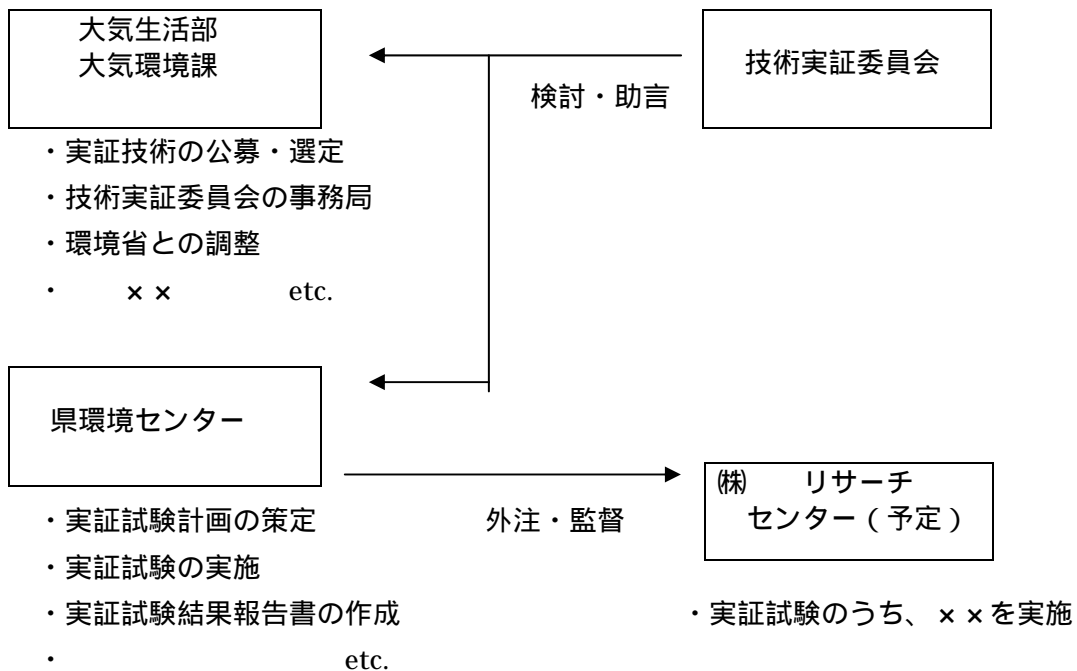 大気生活部
大気環境課
技術実証委員会
検討・助言
・実証技術の公募・選定
・技術実証委員会の事務局
・環境省との調整
・　　××　　　　etc.
県環境センター
外注・監督
㈱　　リサーチ
センター（予定）
・実証試験計画の策定
・実証試験の実施
・実証試験結果報告書の作成
・　　　　　　　　etc.
・実証試験のうち、××を実施